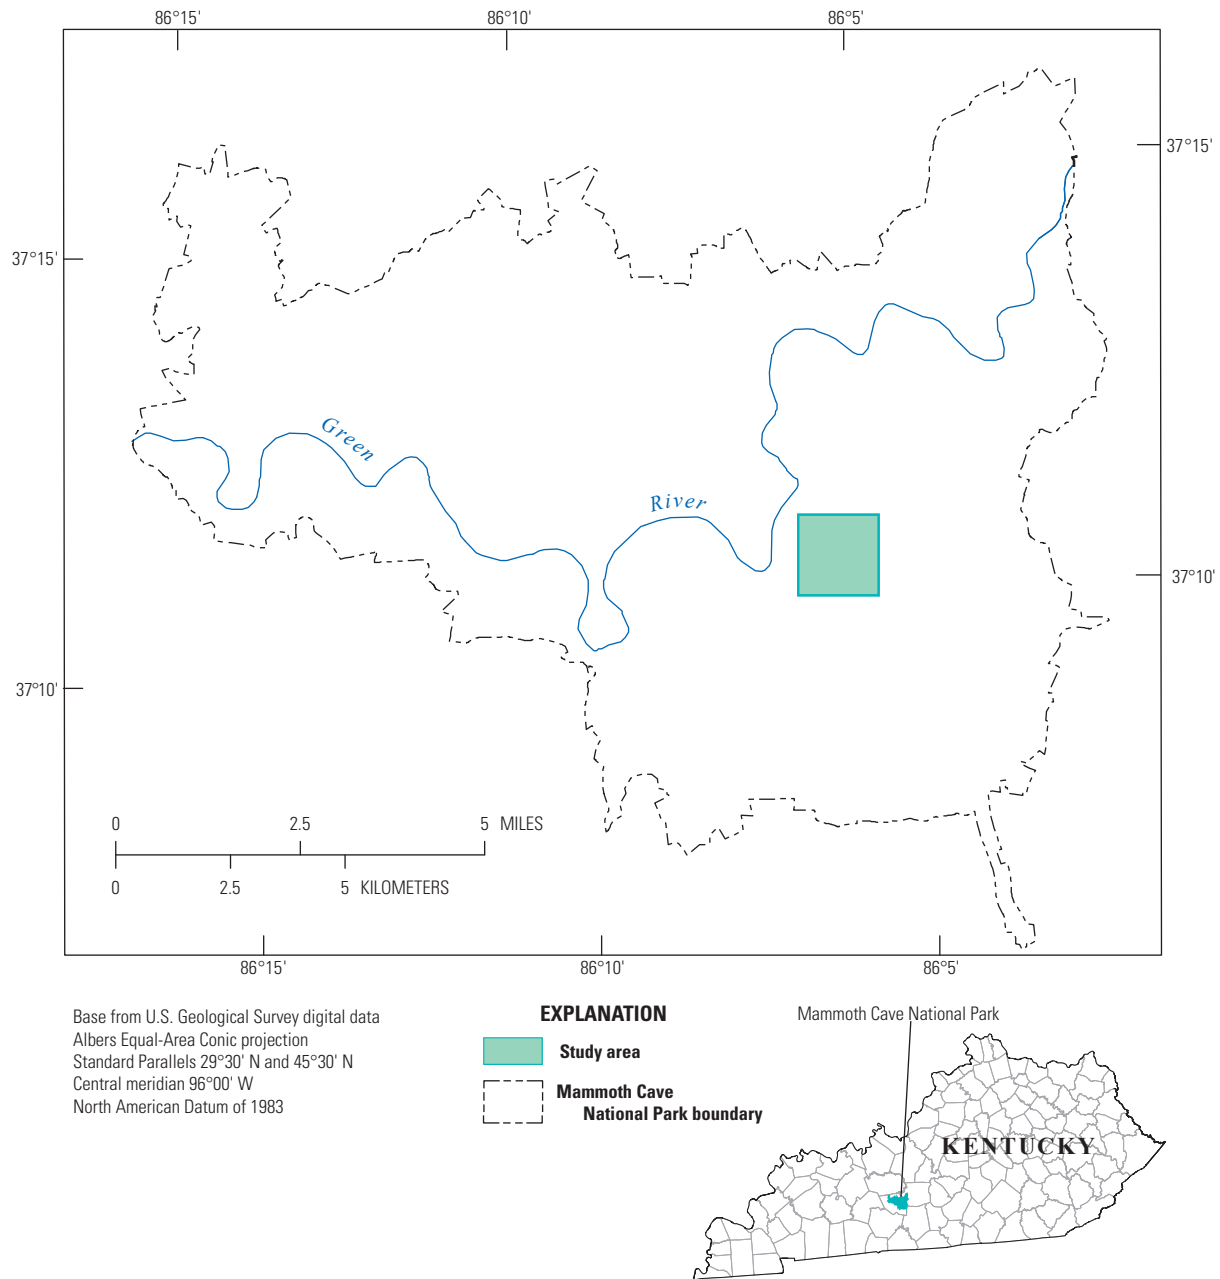 86°15'
86°10'
86°5'
37°15'
37°15'
Green
River
37°10'
37°10'
0
2.5
5 MILES
0
2.5
5 KILOMETERS
86°15'
86°10'
86°5'
Base from U.S. Geological Survey digital data
Albers Equal-Area Conic projection
Standard Parallels 29°30' N and 45°30' N
Central meridian 96°00' W
North American Datum of 1983
EXPLANATION
Study area
Mammoth Cave
National Park boundary
Mammoth Cave National Park
KENTUCKY